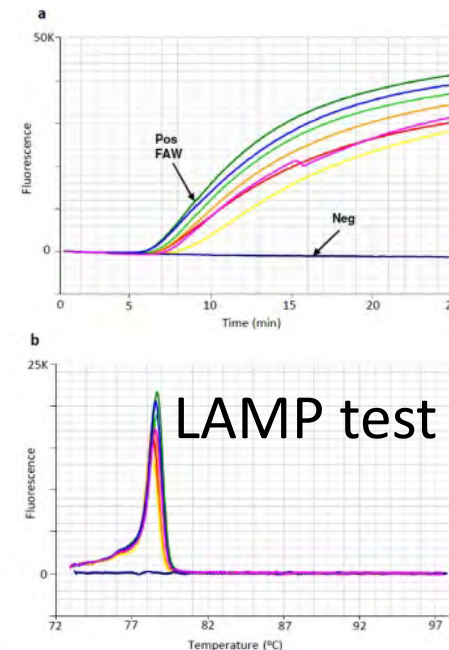 a
50K
Pos
FAW
Fluorescence
Neg
0
0 5 10 15 20 25
Time (min)
b
25K
LAMP test
Fluorescence
0
72 77 82 87 92 97
Temperature (ºC)